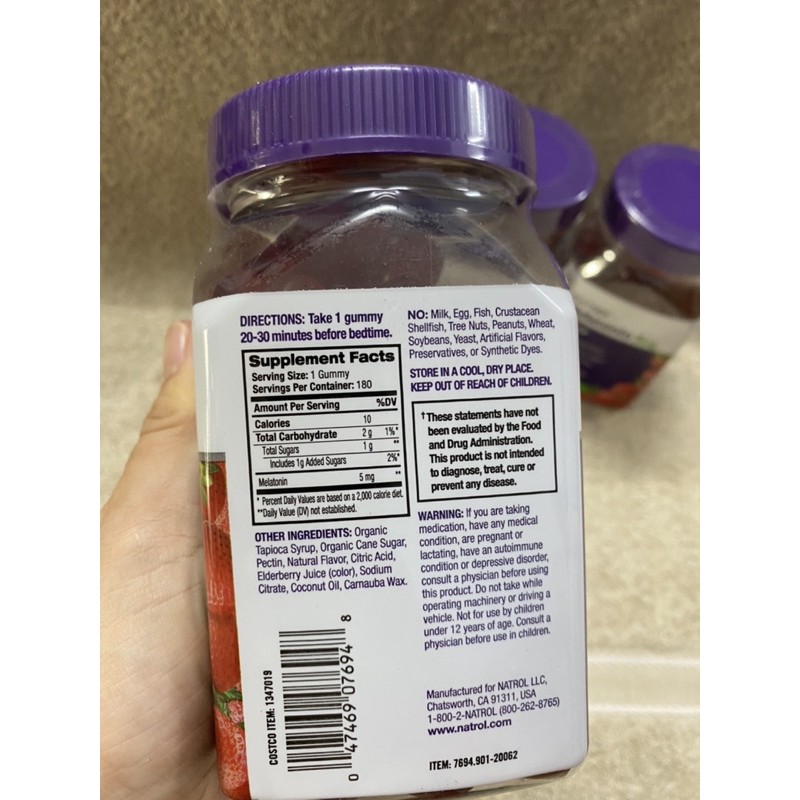 DIRECTIONS: Take 1 gummy
20-30 minutes before bedtime.
Supplement Facts
Serving Size: 1 Gummy
Servings Per Container: 180
Amount Per Serving %DV
Calories 10
Total Carbohydrate 2 g 1%*
Total Sugars 1 g **
Includes 1g Added Sugars 2%*
Melatonin 5 mg **
* Percent Daily Values are based on a 2,000 calorie diet.
**Daily Value (DV) not established.
OTHER INGREDIENTS: Organic
Tapioca Syrup, Organic Cane Sugar,
Pectin, Natural Flavor, Citric Acid,
Elderberry Juice (color), Sodium
Citrate, Coconut Oil, Carnauba Wax.
COSTCO ITEM: 1347019
0 47469 07694 8
NO: Milk, Egg, Fish, Crustacean
Shellfish, Tree Nuts, Peanuts, Wheat,
Soybeans, Yeast, Artificial Flavors,
Preservatives, or Synthetic Dyes.
STORE IN A COOL, DRY PLACE.
KEEP OUT OF REACH OF CHILDREN.
†These statements have not
been evaluated by the Food
and Drug Administration.
This product is not intended
to diagnose, treat, cure or
prevent any disease.
WARNING: If you are taking
medication, have any medical
condition, are pregnant or
lactating, have an autoimmune
condition or depressive disorder,
consult a physician before using
this product. Do not take while
operating machinery or driving a
vehicle. Not for use by children
under 12 years of age. Consult a
physician before use in children.
Manufactured for NATROL LLC,
Chatsworth, CA 91311, USA
1-800-2-NATROL (800-262-8765)
www.natrol.com
ITEM: 7694.901-20062